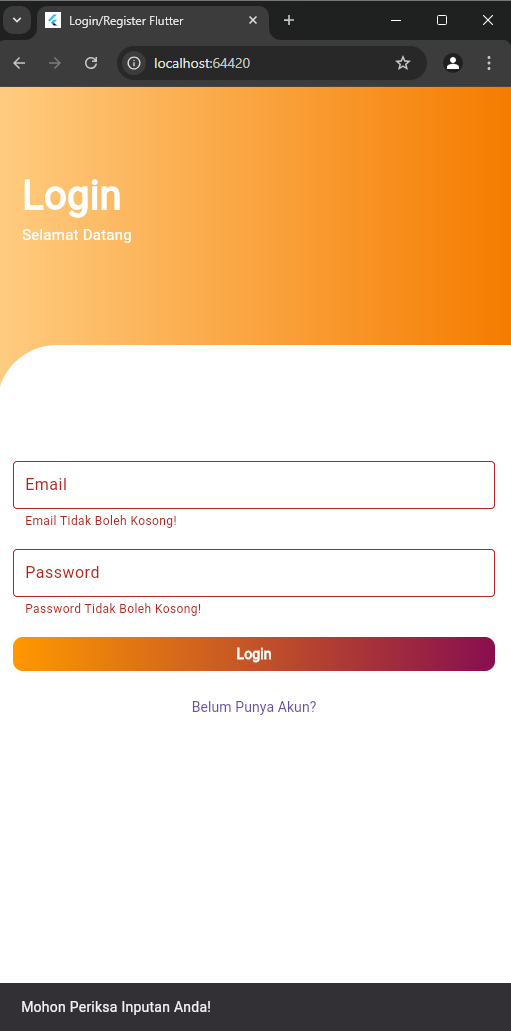 Login/Register Flutter
localhost:64420
Login
Selamat Datang
Email
Email Tidak Boleh Kosong!
Password
Password Tidak Boleh Kosong!
Login
Belum Punya Akun?
Mohon Periksa Inputan Anda!